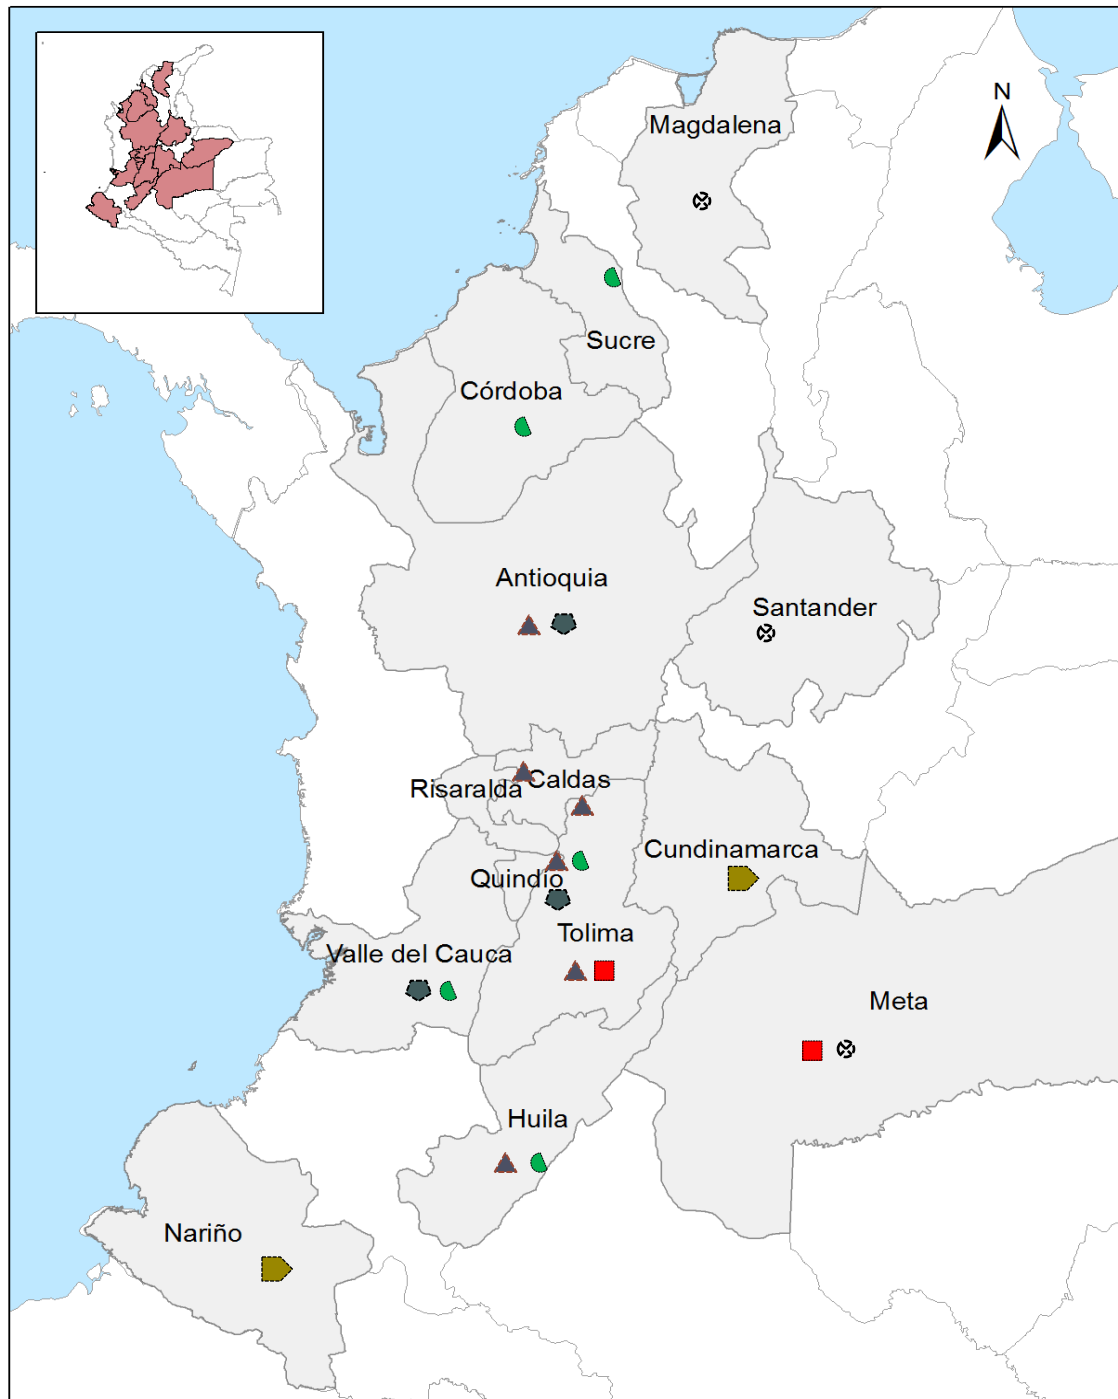 N
Magdalena
Sucre
Córdoba
Antioquia
Santander
Risaralda
Caldas
Cundinamarca
Quindío
Tolima
Valle del Cauca
Meta
Huila
Nariño